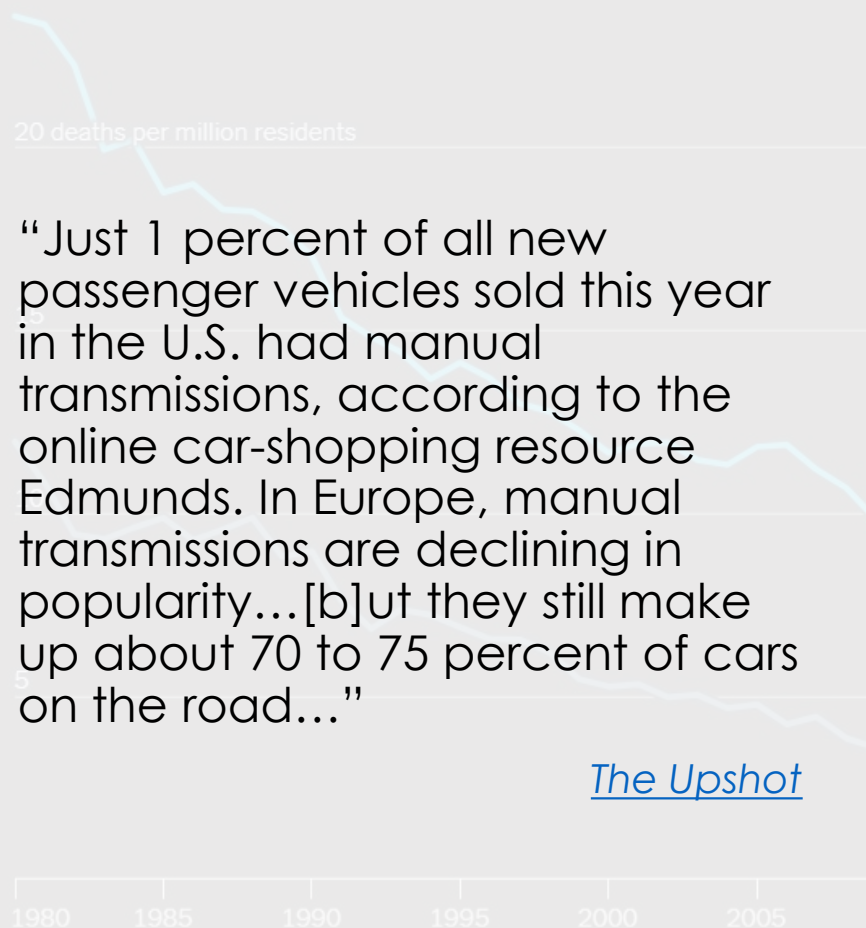 20 deaths per million residents
“Just 1 percent of all new
passenger vehicles sold this year
15
in the U.S. had manual
transmissions, according to the
online car-shopping resource
Edmunds. In Europe, manual
transmissions are declining in
popularity…[b]ut they still make
up about 70 to 75 percent of cars
5
on the road…”
The Upshot
1980 1985 1990 1995 2000 2005